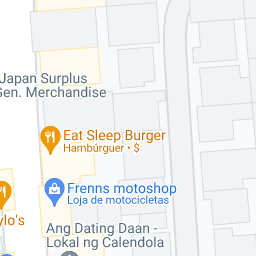 Japan Surplus
Gen. Merchandise
Eat Sleep Burger
Hambúrguer • $
Frenns motoshop
Loja de motocicletas
ylo's
Ang Dating Daan -
Lokal ng Calendola